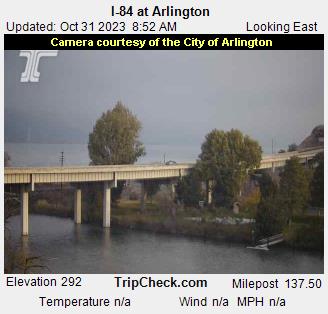 I-84 at Arlington
Updated: Oct 31 2023 8:52 AM Looking East
Camera courtesy of the City of Arlington
Elevation 292 TripCheck.com Milepost 137.50
Temperature n/a Wind n/a MPH n/a